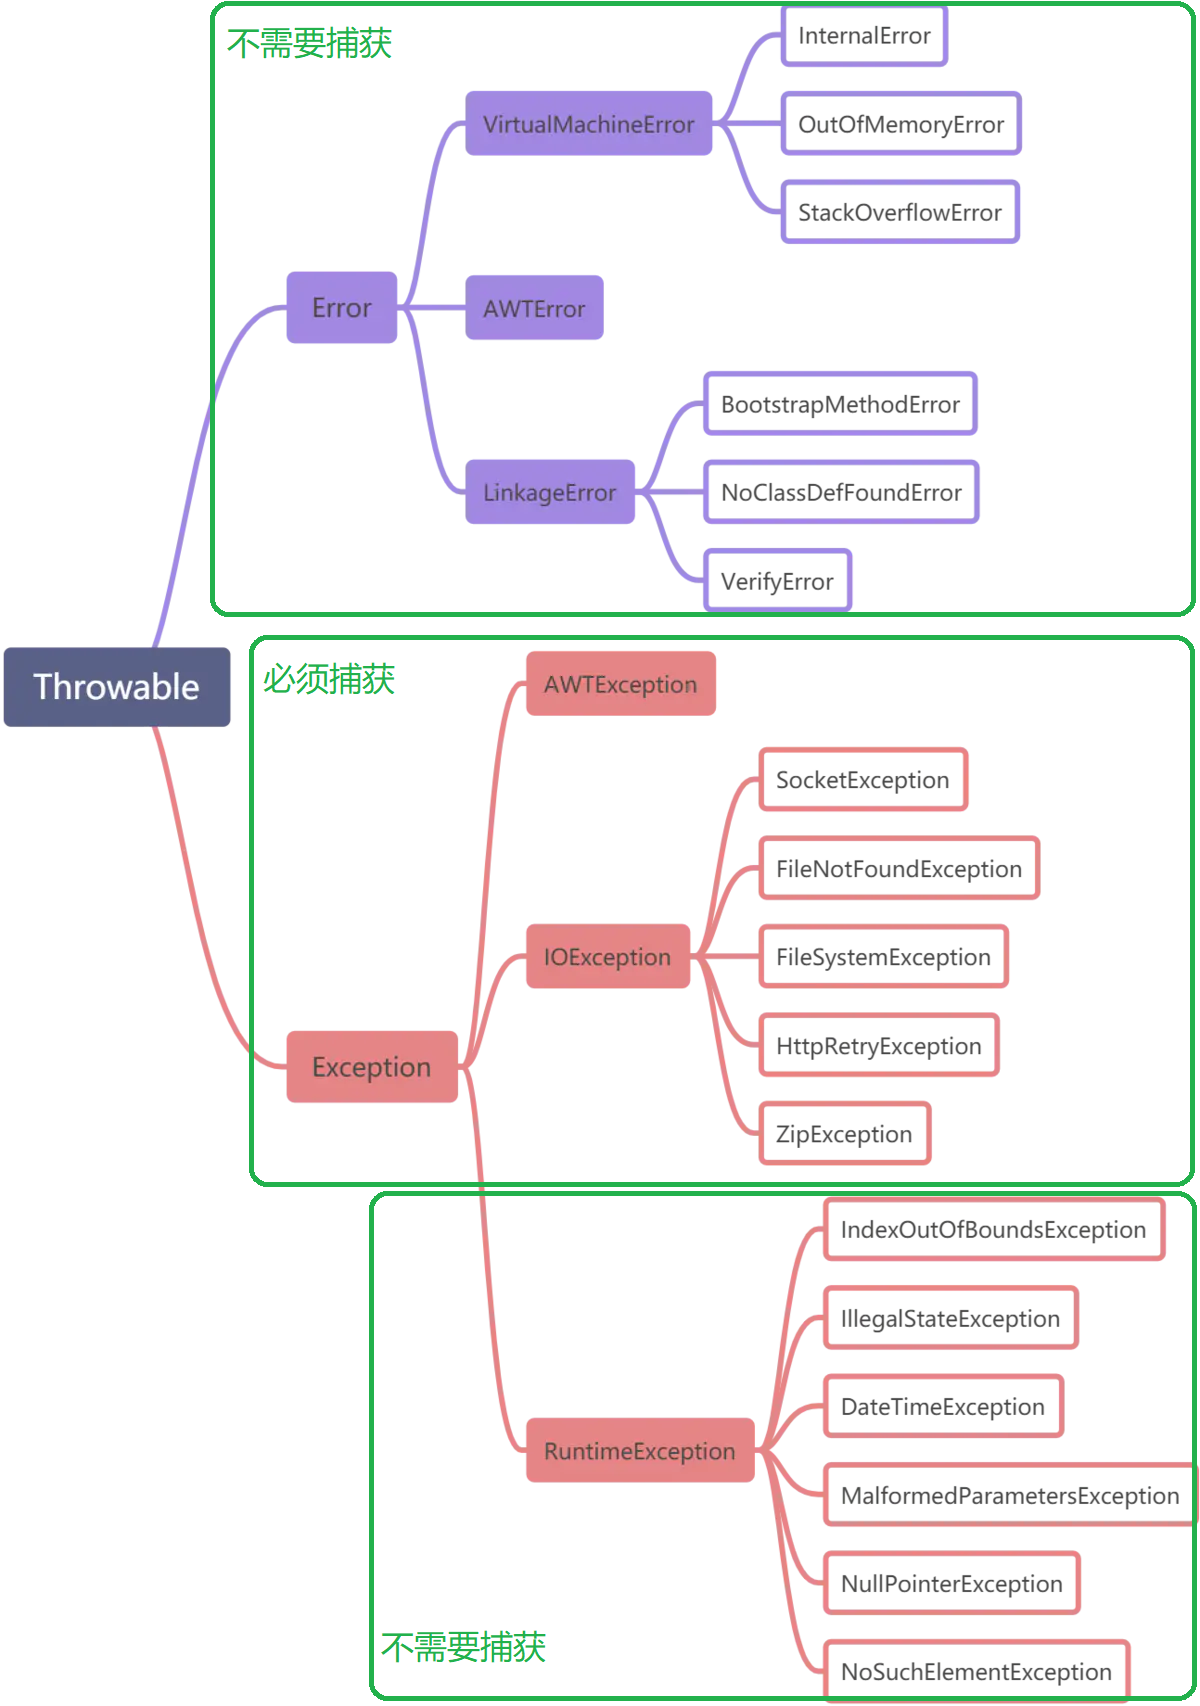 不需要捕获
InternalError
VirtualMachineError
OutOfMemoryError
StackOverflowError
Error
AWTError
BootstrapMethodError
LinkageError
NoClassDefFoundError
VerifyError
Throwable
必须捕获
AWTException
SocketException
FileNotFoundException
IOException
FileSystemException
HttpRetryException
Exception
ZipException
IndexOutOfBoundsException
IllegalStateException
DateTimeException
RuntimeException
MalformedParametersException
NullPointerException
不需要捕获
NoSuchElementException